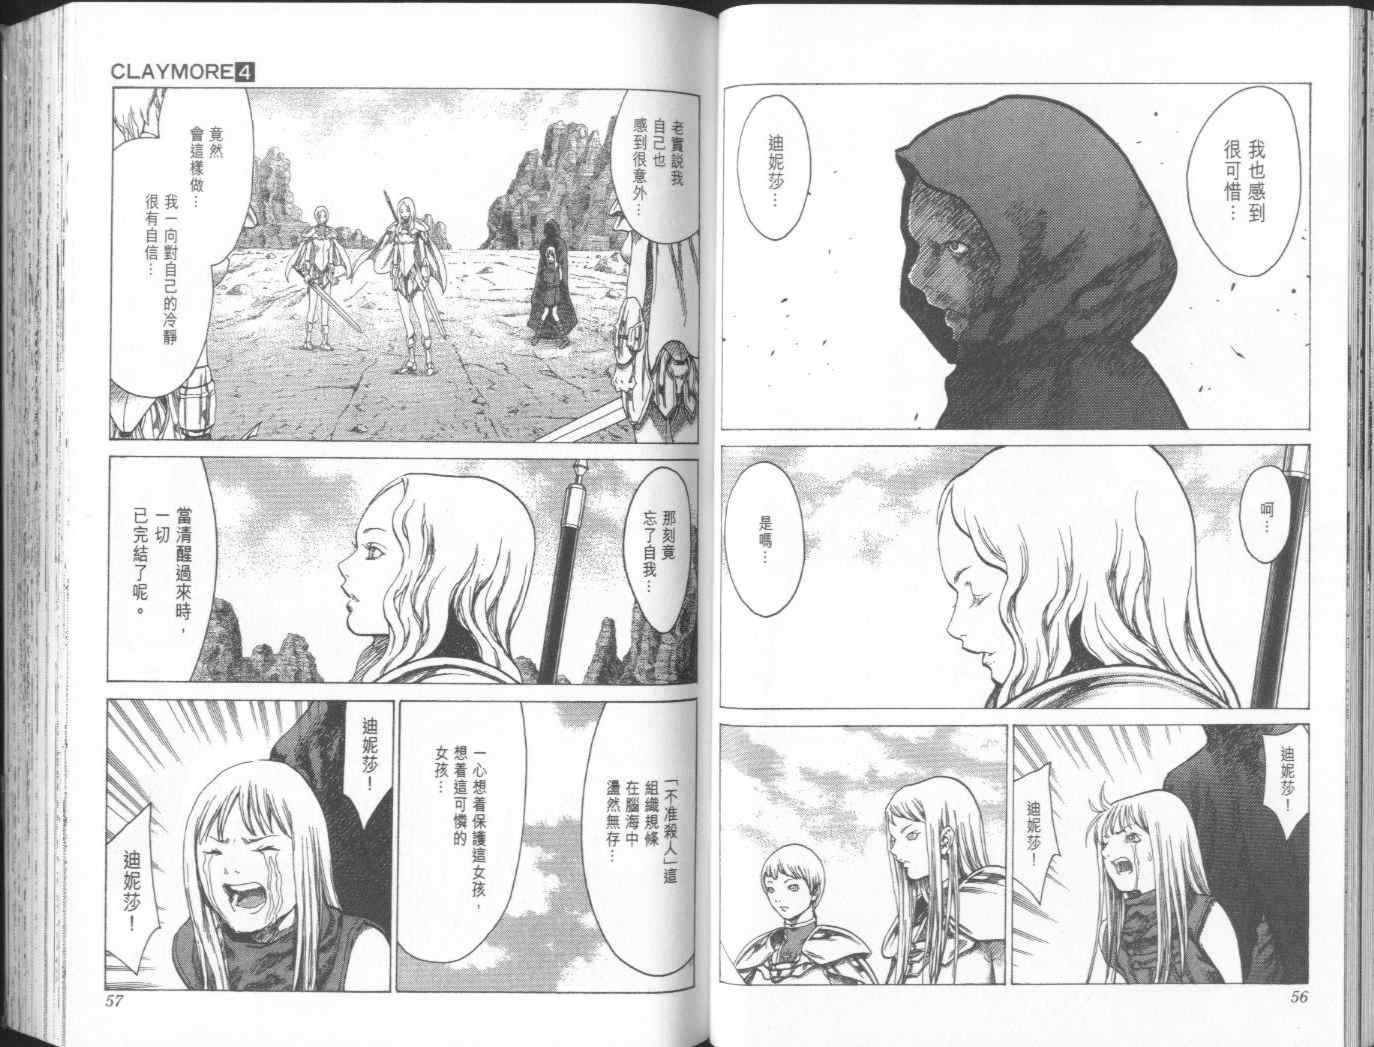 我也感到
很可惜…
迪妮莎…
呵…
是嗎…
迪妮莎！
迪妮莎！
56
CLAYMORE 4
老實說我
自己也
感到很意外…
竟然
會這樣做…
我一向對自己的冷靜
很有自信…
那刻竟
忘了自我…
當清醒過來時，
一切
已完結了呢。
「不准殺人」這
組織規條
在腦海中
盪然無存…
一心想着保護這女孩，
想着這可憐的
女孩…
迪妮莎！
迪妮莎！
57